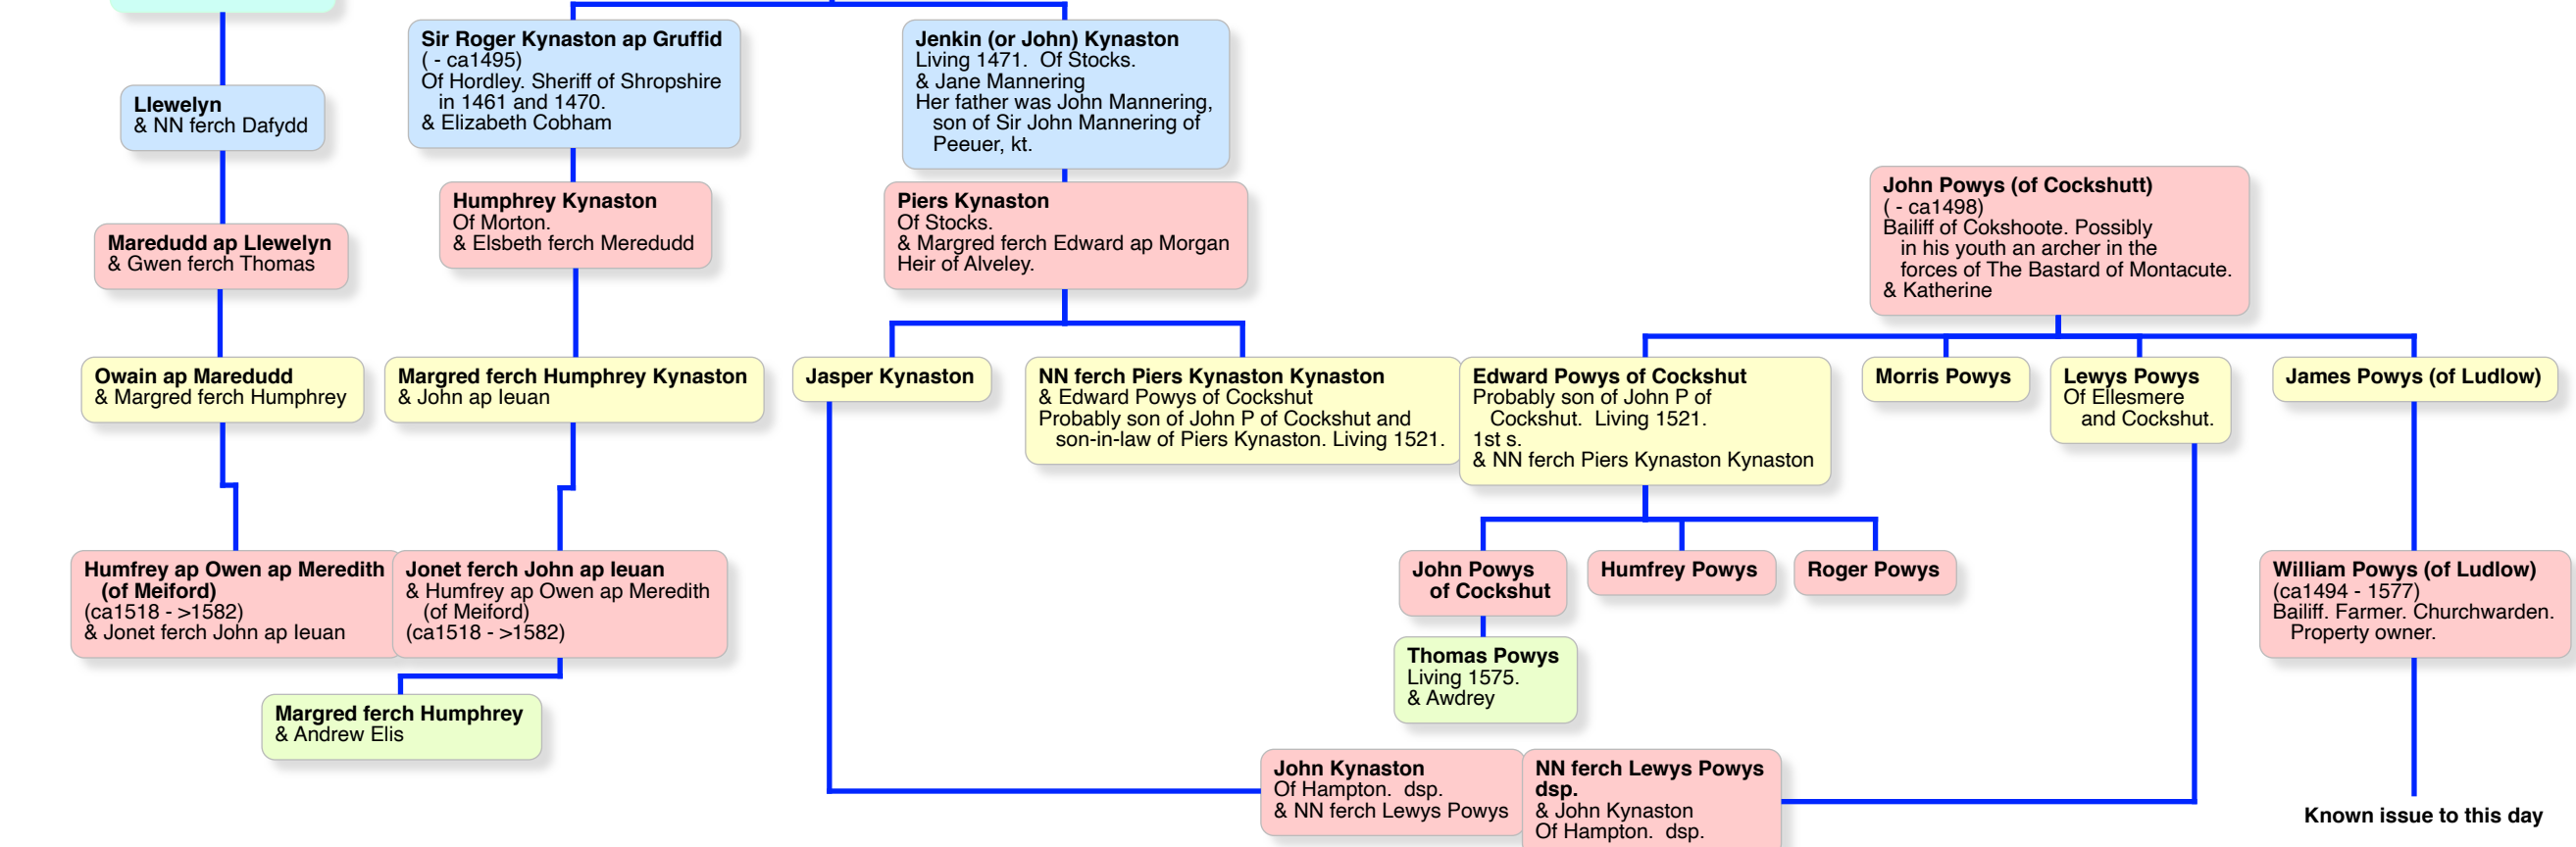 Sir Roger Kynaston ap Gruffid
( - ca1495)
Of Hordley. Sheriff of Shropshire
in 1461 and 1470.
& Elizabeth Cobham
Jenkin (or John) Kynaston
Living 1471.  Of Stocks.
& Jane Mannering
Her father was John Mannering,
son of Sir John Mannering of
Peeuer, kt.
Llewelyn
& NN ferch Dafydd
Humphrey Kynaston
Of Morton.
& Elsbeth ferch Meredudd
Piers Kynaston
Of Stocks.
& Margred ferch Edward ap Morgan
Heir of Alveley.
John Powys (of Cockshutt)
( - ca1498)
Bailiff of Cokshoote. Possibly
in his youth an archer in the
forces of The Bastard of Montacute.
& Katherine
Maredudd ap Llewelyn
& Gwen ferch Thomas
Owain ap Maredudd
& Margred ferch Humphrey
Margred ferch Humphrey Kynaston
& John ap Ieuan
Jasper Kynaston
NN ferch Piers Kynaston Kynaston
& Edward Powys of Cockshut
Probably son of John P of Cockshut and
son-in-law of Piers Kynaston. Living 1521.
Edward Powys of Cockshut
Probably son of John P of
Cockshut.  Living 1521.
1st s.
& NN ferch Piers Kynaston Kynaston
Morris Powys
Lewys Powys
Of Ellesmere
and Cockshut.
James Powys (of Ludlow)
Humfrey ap Owen ap Meredith
(of Meiford)
(ca1518 - >1582)
& Jonet ferch John ap Ieuan
Jonet ferch John ap Ieuan
& Humfrey ap Owen ap Meredith
(of Meiford)
(ca1518 - >1582)
John Powys
of Cockshut
Humfrey Powys
Roger Powys
William Powys (of Ludlow)
(ca1494 - 1577)
Bailiff. Farmer. Churchwarden.
Property owner.
Thomas Powys
Living 1575.
& Awdrey
Margred ferch Humphrey
& Andrew Elis
John Kynaston
Of Hampton.  dsp.
& NN ferch Lewys Powys
NN ferch Lewys Powys
dsp.
& John Kynaston
Of Hampton.  dsp.
Known issue to this day